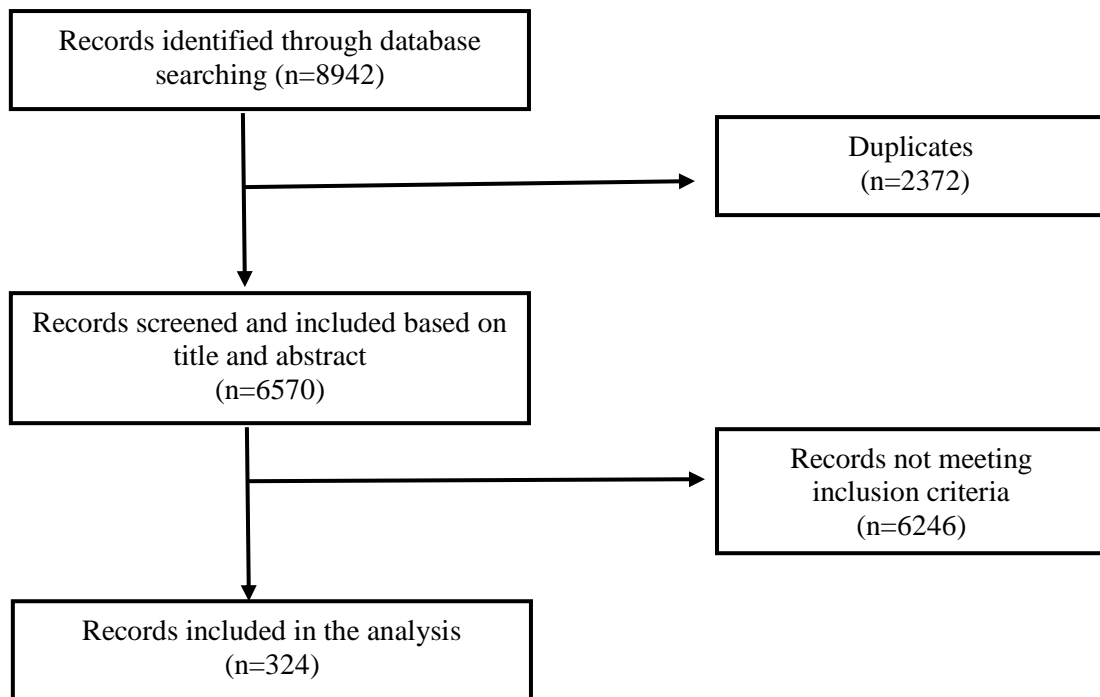 Records identified through database
searching (n=8942)
Duplicates
(n=2372)
Records screened and included based on
title and abstract
(n=6570)
Records not meeting
inclusion criteria
(n=6246)
Records included in the analysis
(n=324)